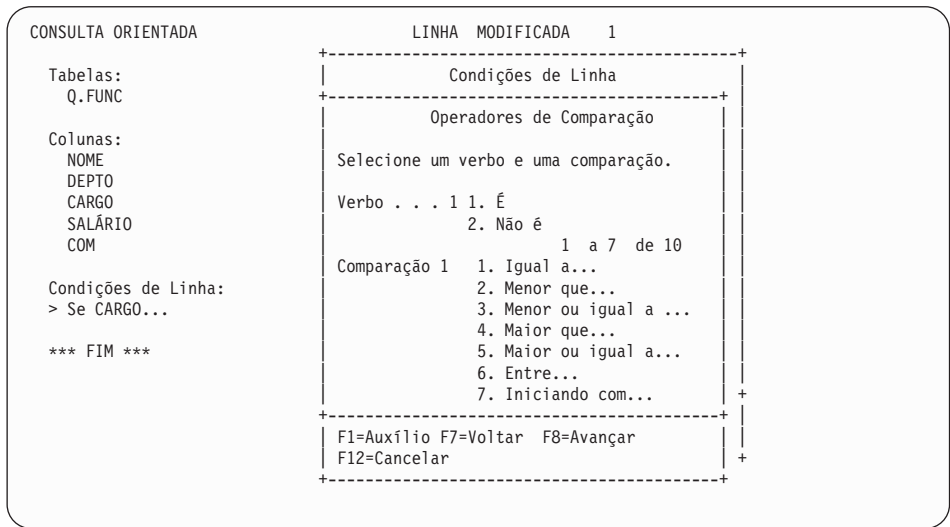 CONSULTA ORIENTADA LINHA MODIFICADA 1
Tabelas:
Q.FUNC
Colunas:
NOME
DEPTO
CARGO
SALÁRIO
COM
Condições de Linha:
> Se CARGO...
*** FIM ***
Condições de Linha
Operadores de Comparação
Selecione um verbo e uma comparação.
Verbo . . . 1 1. É
2. Não é
1 a 7 de 10
Comparação 1 1. Igual a...
2. Menor que...
3. Menor ou igual a ...
4. Maior que...
5. Maior ou igual a...
6. Entre...
7. Iniciando com...
F1=Auxílio F7=Voltar F8=Avançar
F12=Cancelar